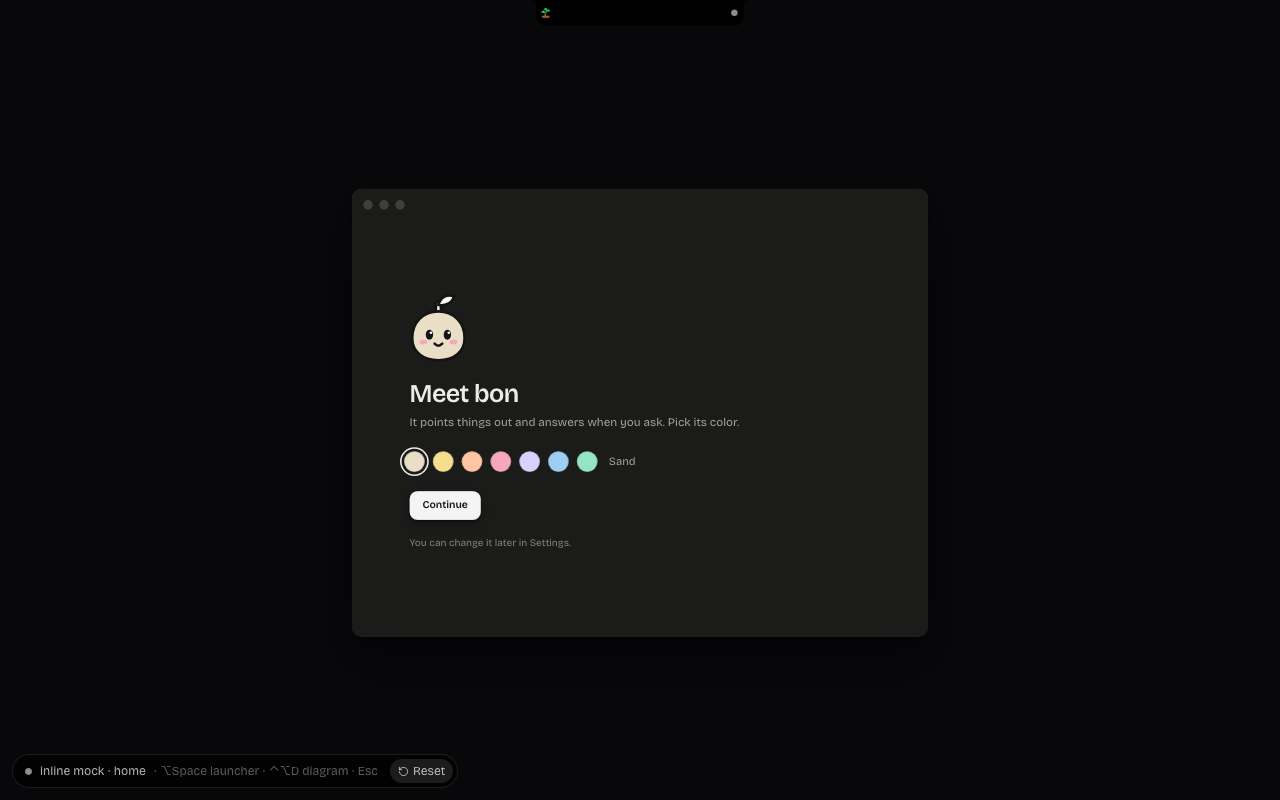 Meet bon
It points things out and answers when you ask. Pick its color.
Sand
Continue
You can change it later in Settings.
inline mock · home · ⌥Space launcher · ^⌥D diagram · Esc Reset